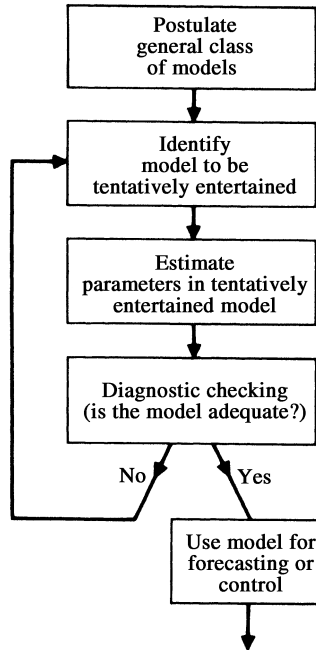 Postulate
general class
of models
Identify
model to be
tentatively entertained
Estimate
parameters in tentatively
entertained model
Diagnostic checking
(is the model adequate?)
No
Yes
Use model for
forecasting or
control